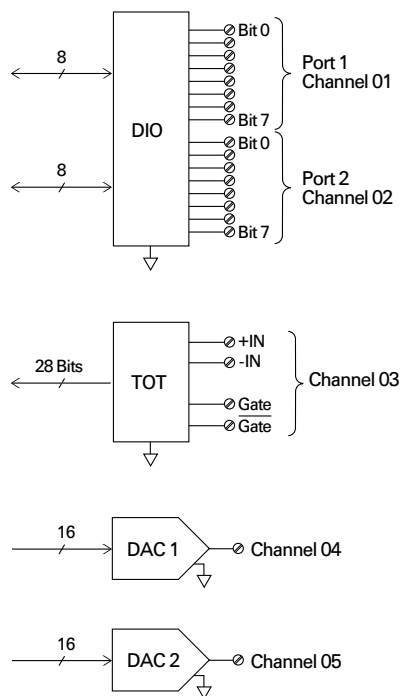 Bit 0
8
Port 1
Channel 01
DIO
Bit 7
Bit 0
8
Port 2
Channel 02
Bit 7
+IN
-IN
28 Bits
TOT
Channel 03
Gate
Gate
16
DAC 1
Channel 04
16
DAC 2
Channel 05